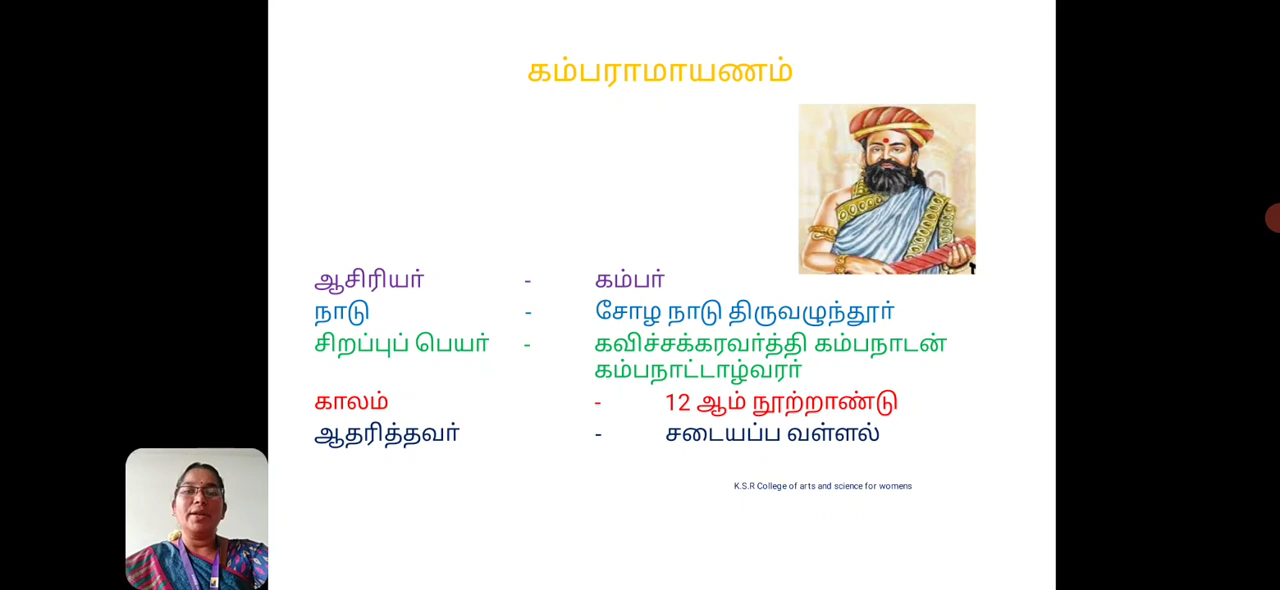 கம்பராமாயணம்
ஆசிரியர் - கம்பர்
நாடு - சோழ நாடு திருவழுந்தூர்
சிறப்புப் பெயர் - கவிச்சக்கரவர்த்தி கம்பநாடன்
கம்பநாட்டாழ்வரர்
காலம் - 12 ஆம் நூற்றாண்டு
ஆதரித்தவர் - சடையப்ப வள்ளல்
K.S.R College of arts and science for womens